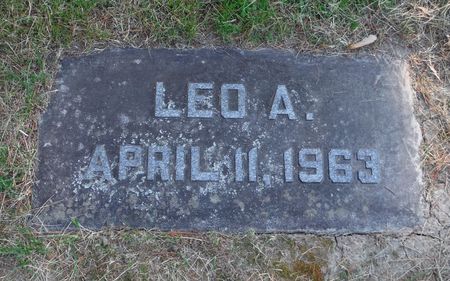 LEO A.
APRIL 11, 1963